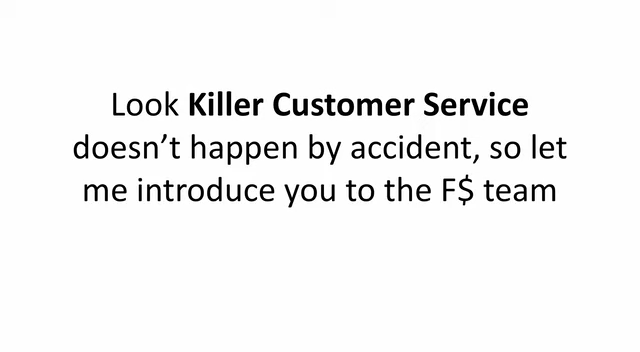 Look Killer Customer Service
doesn’t happen by accident, so let
me introduce you to the F$ team